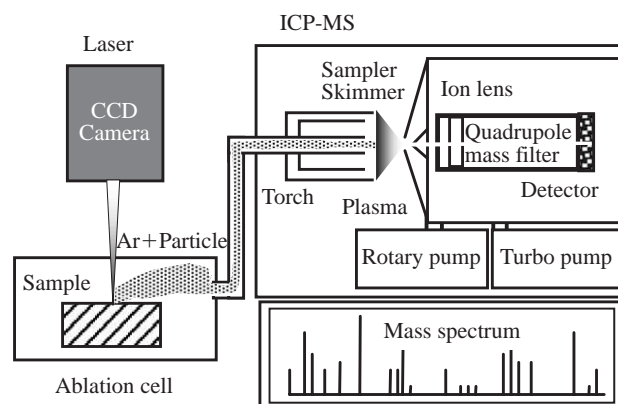 ICP-MS
Laser
CCD
Camera
Sampler
Skimmer
Ion lens
Quadrupole
mass filter
Torch
Plasma
Detector
Ar+Particle
Sample
Rotary pump
Turbo pump
Mass spectrum
Ablation cell